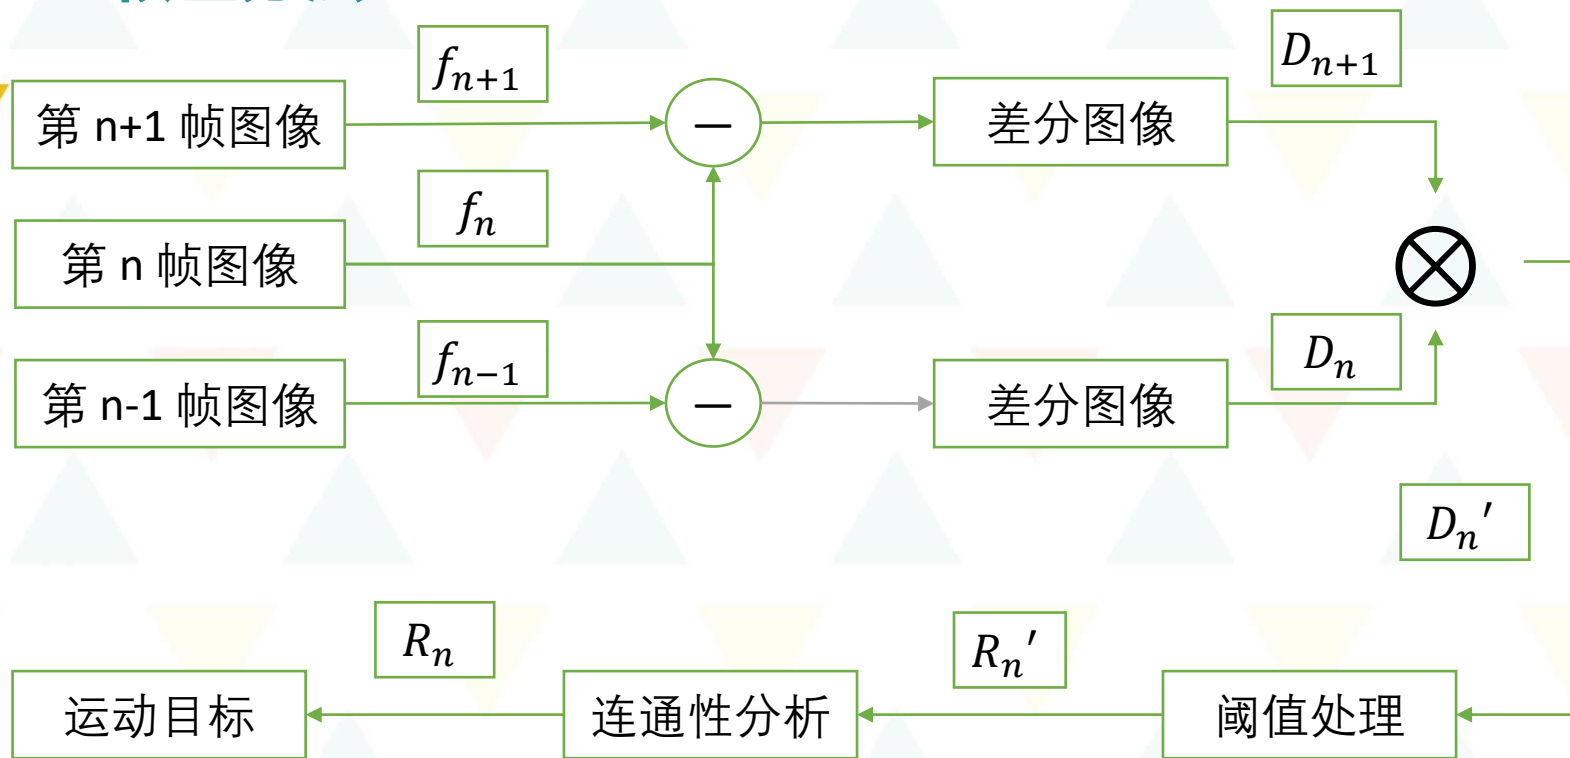 f_{n+1}
D_{n+1}
第 n+1 帧图像
−
差分图像
f_n
第 n 帧图像
⊗
f_{n−1}
D_n
第 n-1 帧图像
−
差分图像
D_n′
R_n
R_n′
运动目标
连通性分析
阈值处理